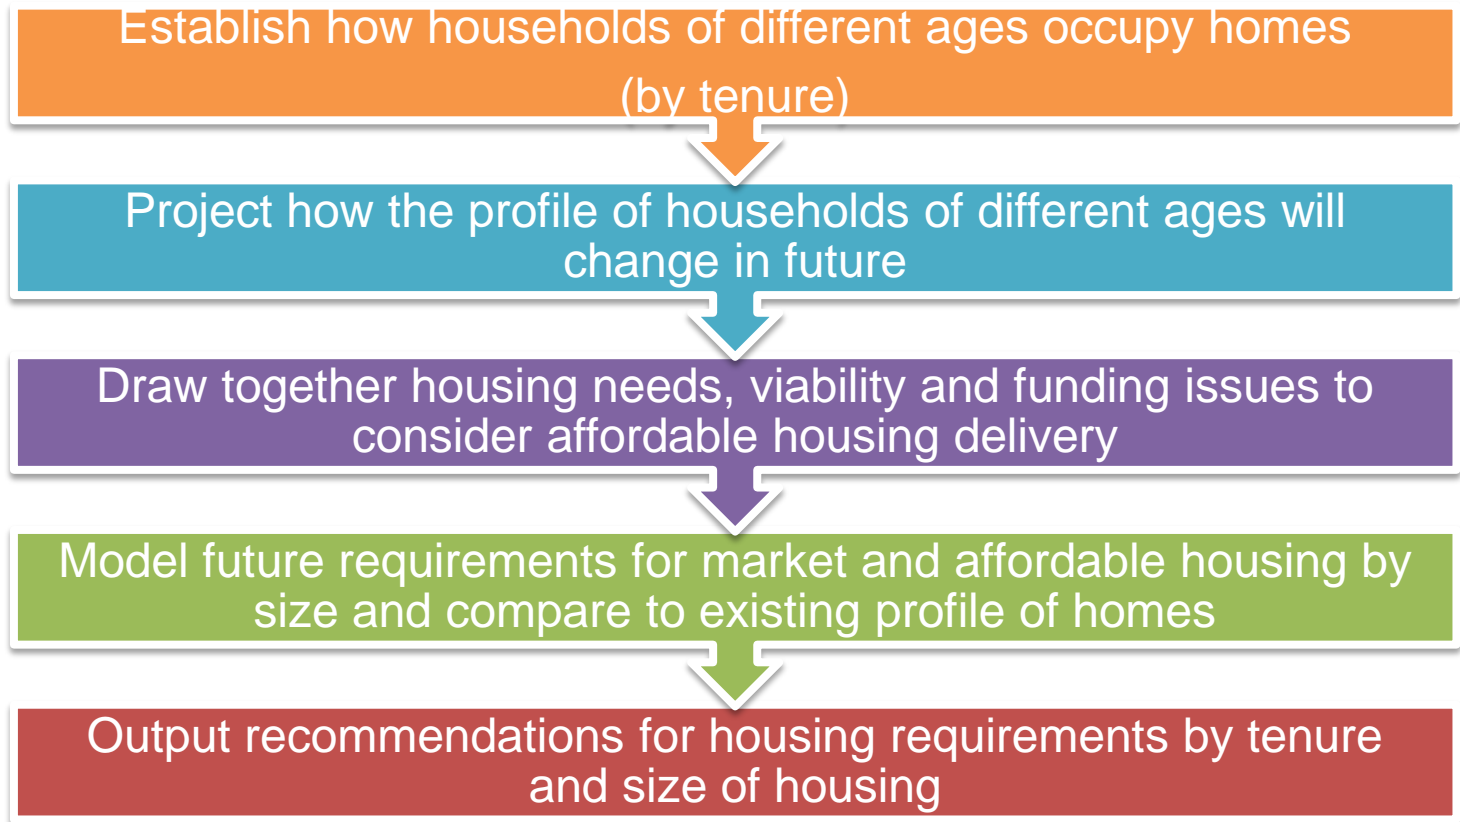 Establish how households of different ages occupy homes
(by tenure)
Project how the profile of households of different ages will
change in future
Draw together housing needs, viability and funding issues to
consider affordable housing delivery
Model future requirements for market and affordable housing by
size and compare to existing profile of homes
Output recommendations for housing requirements by tenure
and size of housing